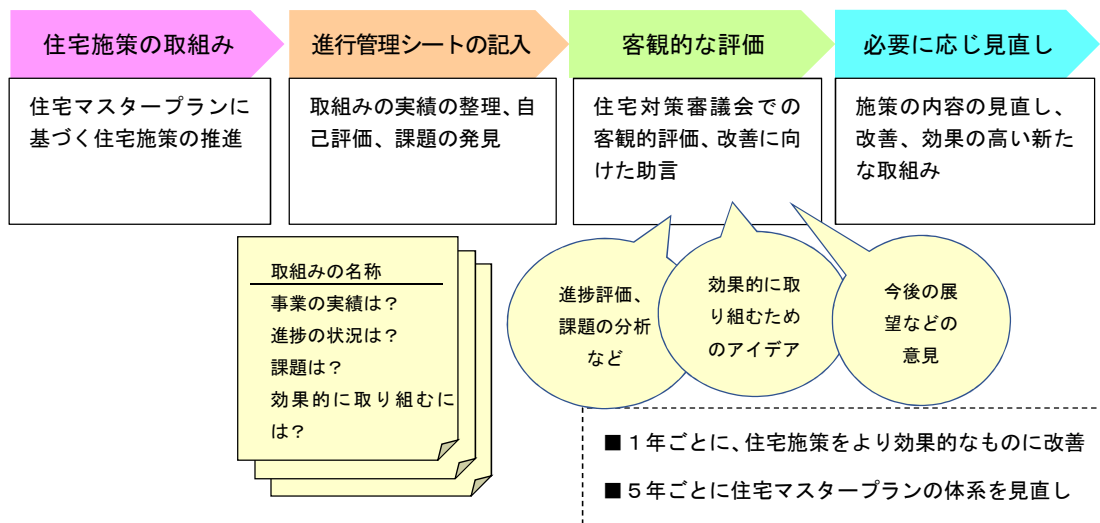 住宅施策の取組み
進行管理シートの記入
客観的な評価
必要に応じ見直し
住宅マスタープランに
基づく住宅施策の推進
取組みの実績の整理、自
己評価、課題の発見
住宅対策審議会での
客観的評価、改善に向
けた助言
施策の内容の見直し、
改善、効果の高い新た
な取組み
取組みの名称
事業の実績は?
進捗の状況は?
課題は?
効果的に取り組むに
は?
進捗評価、
課題の分析
など
効果的に取
り組むため
のアイデア
今後の展
望などの
意見
■1年ごとに、住宅施策をより効果的なものに改善
■5年ごとに住宅マスタープランの体系を見直し